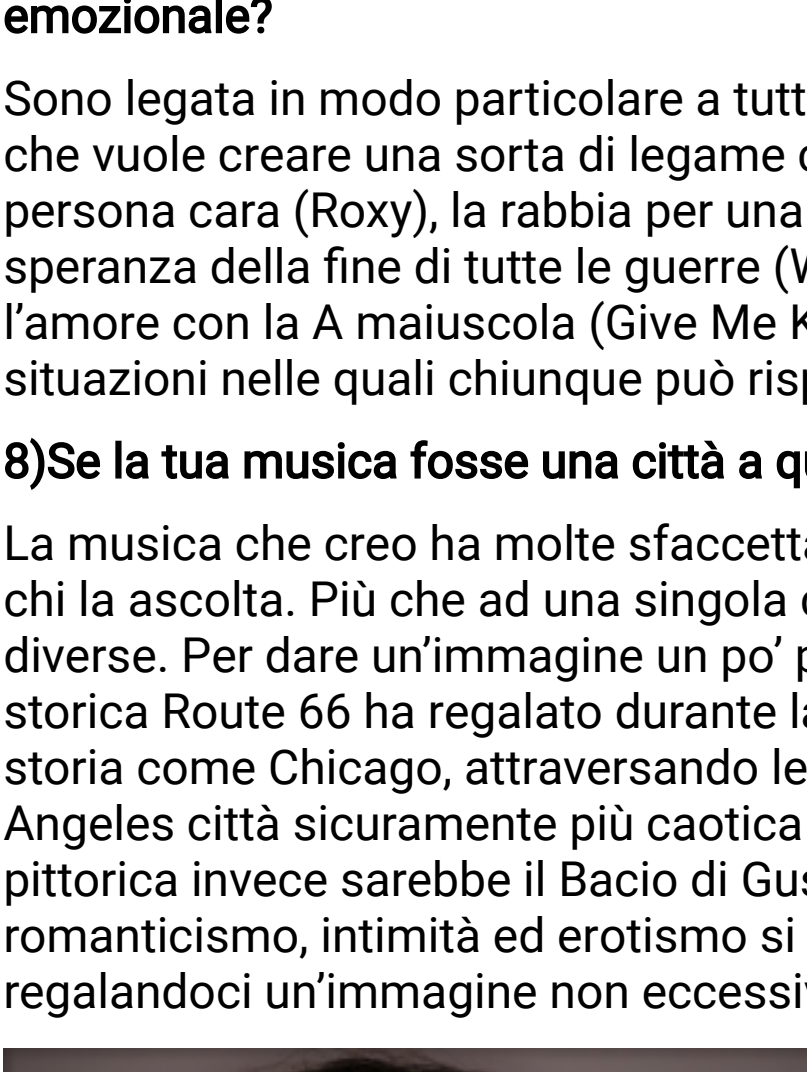 emozionale?
Sono legata in modo particolare a tutt
che vuole creare una sorta di legame
persona cara (Roxy), la rabbia per una
speranza della fine di tutte le guerre (W
l’amore con la A maiuscola (Give Me K
situazioni nelle quali chiunque può risp
8)Se la tua musica fosse una città a qu
La musica che creo ha molte sfaccetta
chi la ascolta. Più che ad una singola
diverse. Per dare un’immagine un po’ p
storica Route 66 ha regalato durante la
storia come Chicago, attraversando le
Angeles città sicuramente più caotica
pittorica invece sarebbe il Bacio di Gus
romanticismo, intimità ed erotismo si
regalandoci un’immagine non eccessiv